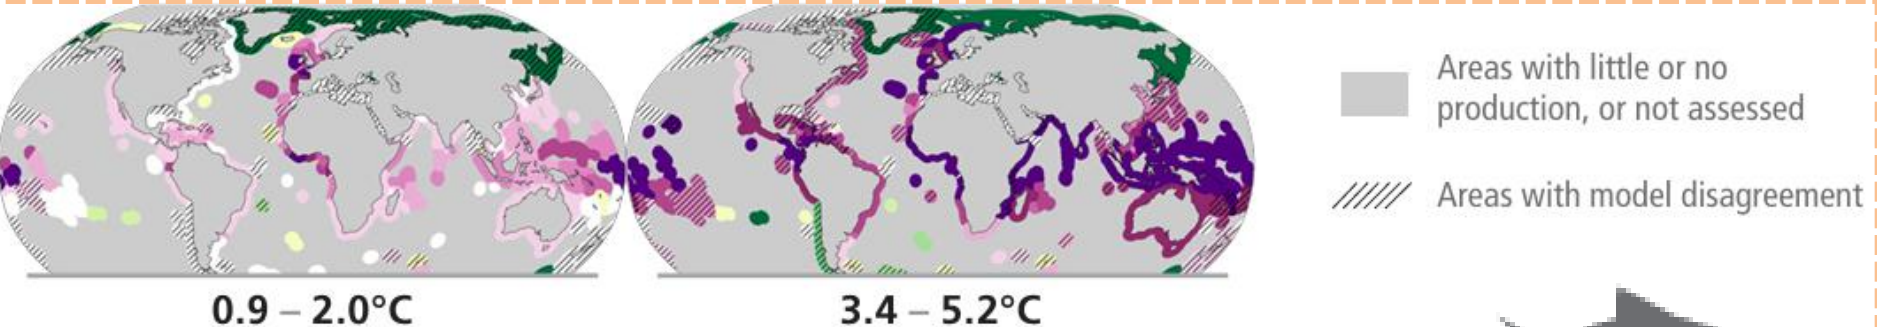 Areas with little or no
production, or not assessed
Areas with model disagreement
0.9 – 2.0°C
3.4 – 5.2°C